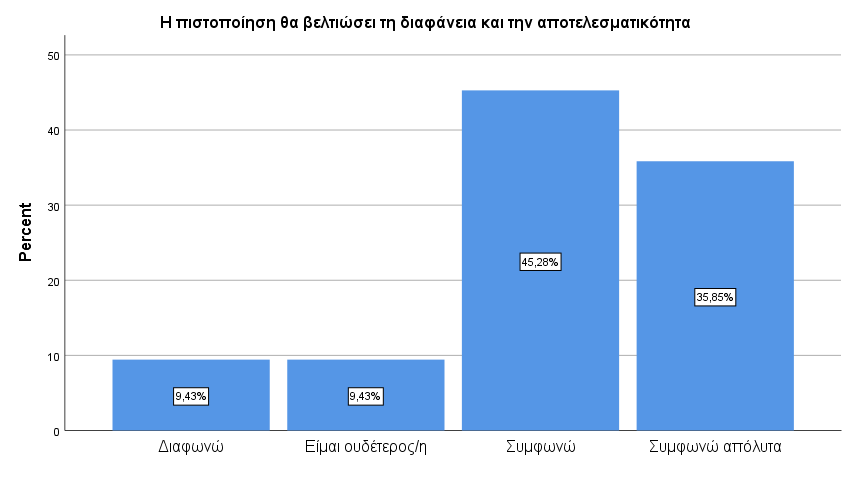 Η πιστοποίηση θα βελτιώσει τη διαφάνεια και την αποτελεσματικότητα
Percent
50
40
30
20
10
0
9,43%
9,43%
45,28%
35,85%
Διαφωνώ
Είμαι ουδέτερος/η
Συμφωνώ
Συμφωνώ απόλυτα